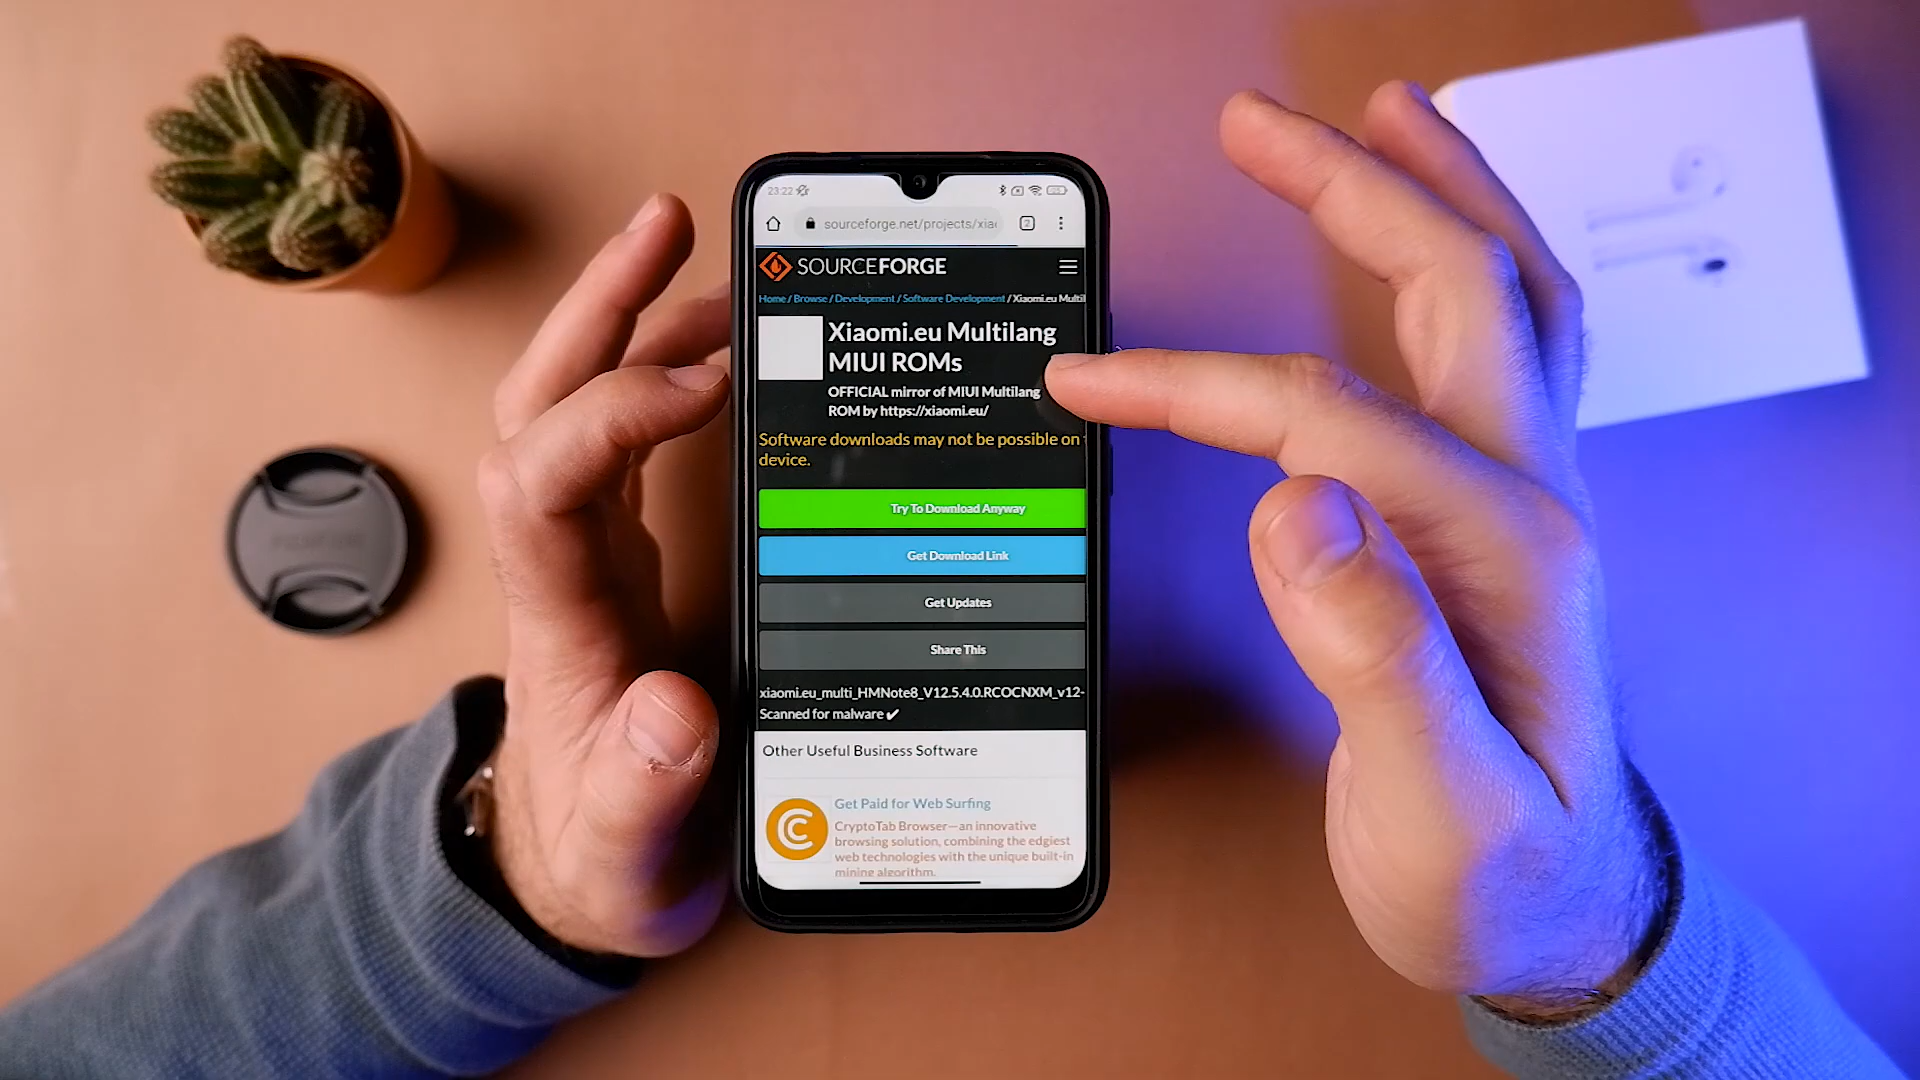 23:22
sourceforge.net/projects/xia
2
SOURCEFORGE
Home / Browse / Development / Software Development / Xiaomi.eu Multil
Xiaomi.eu Multilang
MIUI ROMs
OFFICIAL mirror of MIUI Multilang
ROM by https://xiaomi.eu/
Software downloads may not be possible on
device.
Try To Download Anyway
Get Download Link
Get Updates
Share This
xiaomi.eu_multi_HMNote8_V12.5.4.0.RCOCNXM_v12-
Scanned for malware ✔
Other Useful Business Software
Get Paid for Web Surfing
CryptoTab Browser—an innovative
browsing solution, combining the edgiest
web technologies with the unique built-in
mining algorithm.